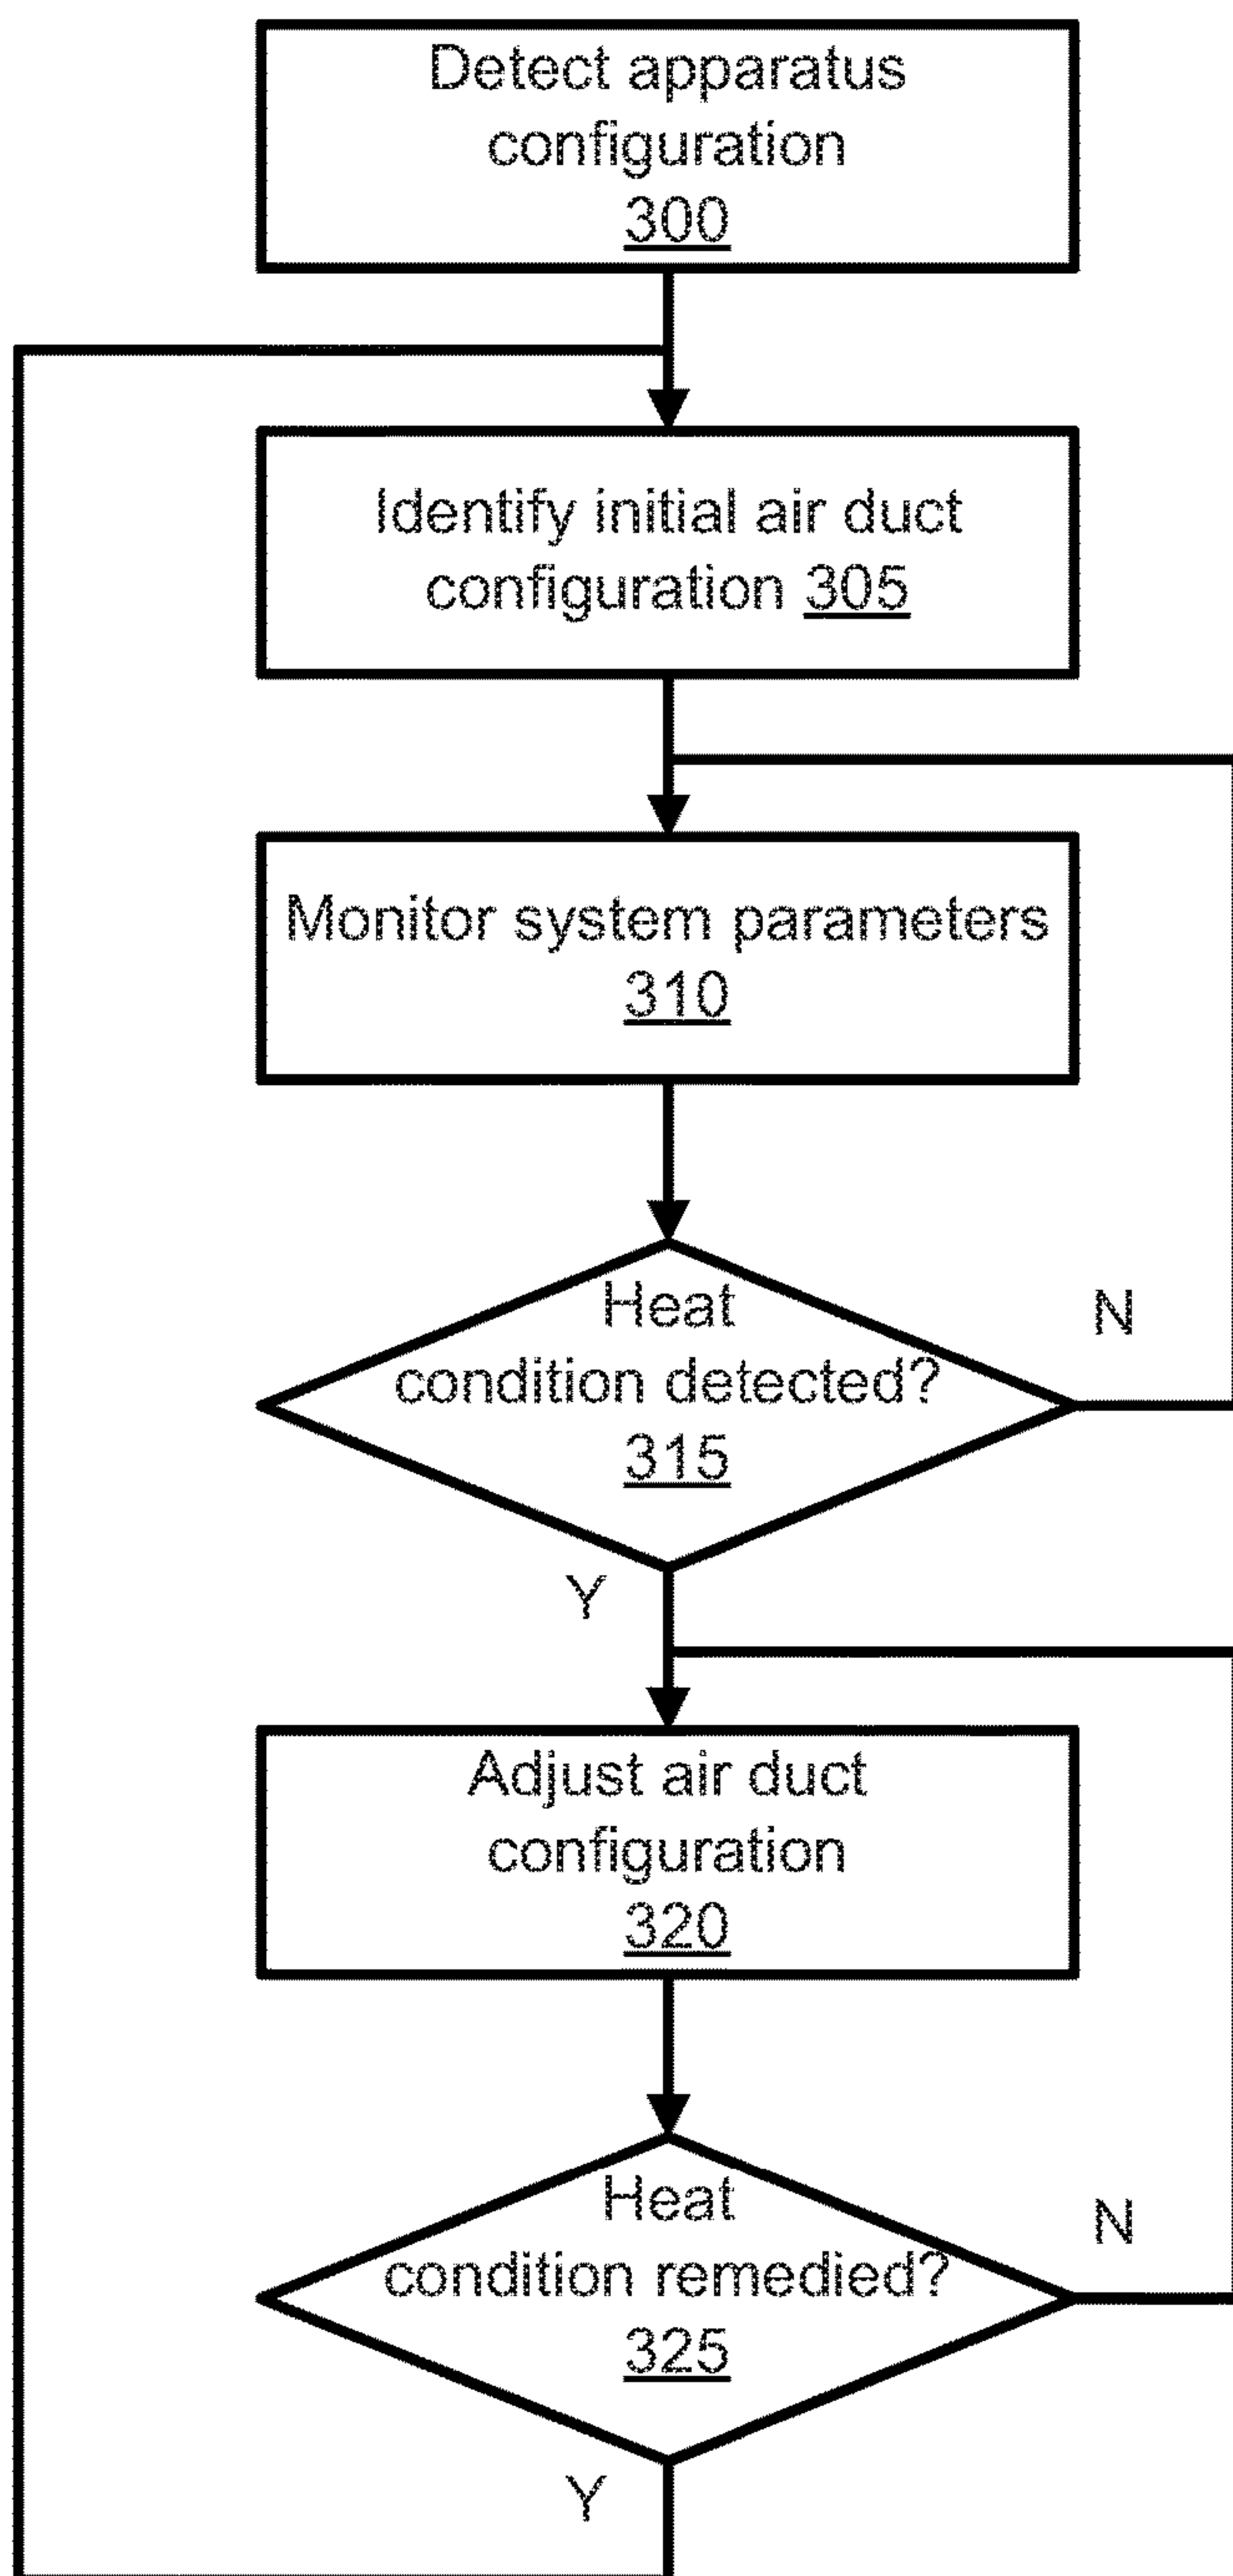 Detect apparatus
configuration
300
Identify initial air duct
configuration 305
Monitor system parameters
310
Heat
condition detected?
315
N
Y
Adjust air duct
configuration
320
Heat
condition remedied?
325
N
Y